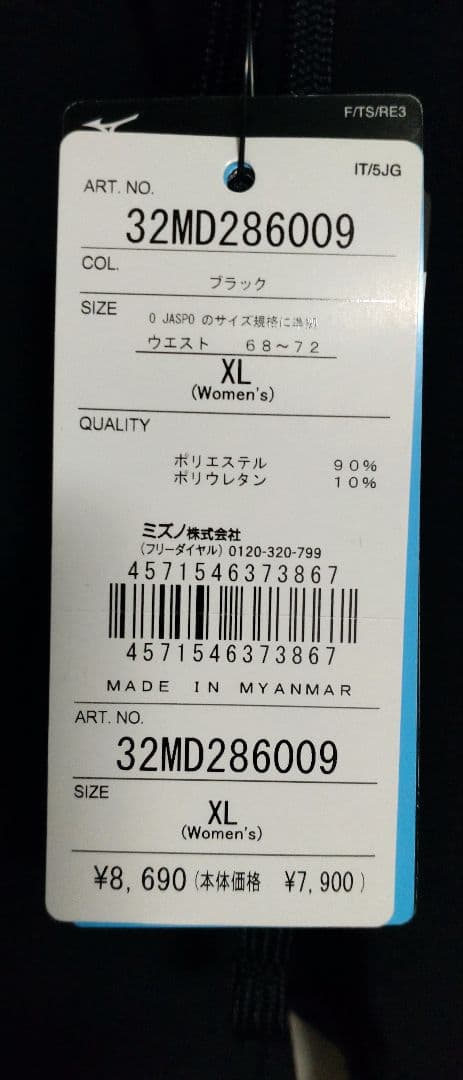 F/TS/RE3
IT/5JG
ART. NO.
32MD286009
COL.
ブラック
SIZE
O JASPO のサイズ規格に準拠
ウエスト 68~72
XL
(Women's)
QUALITY
ポリエステル 90%
ポリウレタン 10%
ミズノ株式会社
(フリーダイヤル) 0120-320-799
4571546373867
4571546373867
MADE IN MYANMAR
ART. NO.
32MD286009
SIZE
XL
(Women's)
¥8,690 (本体価格 ¥7,900)